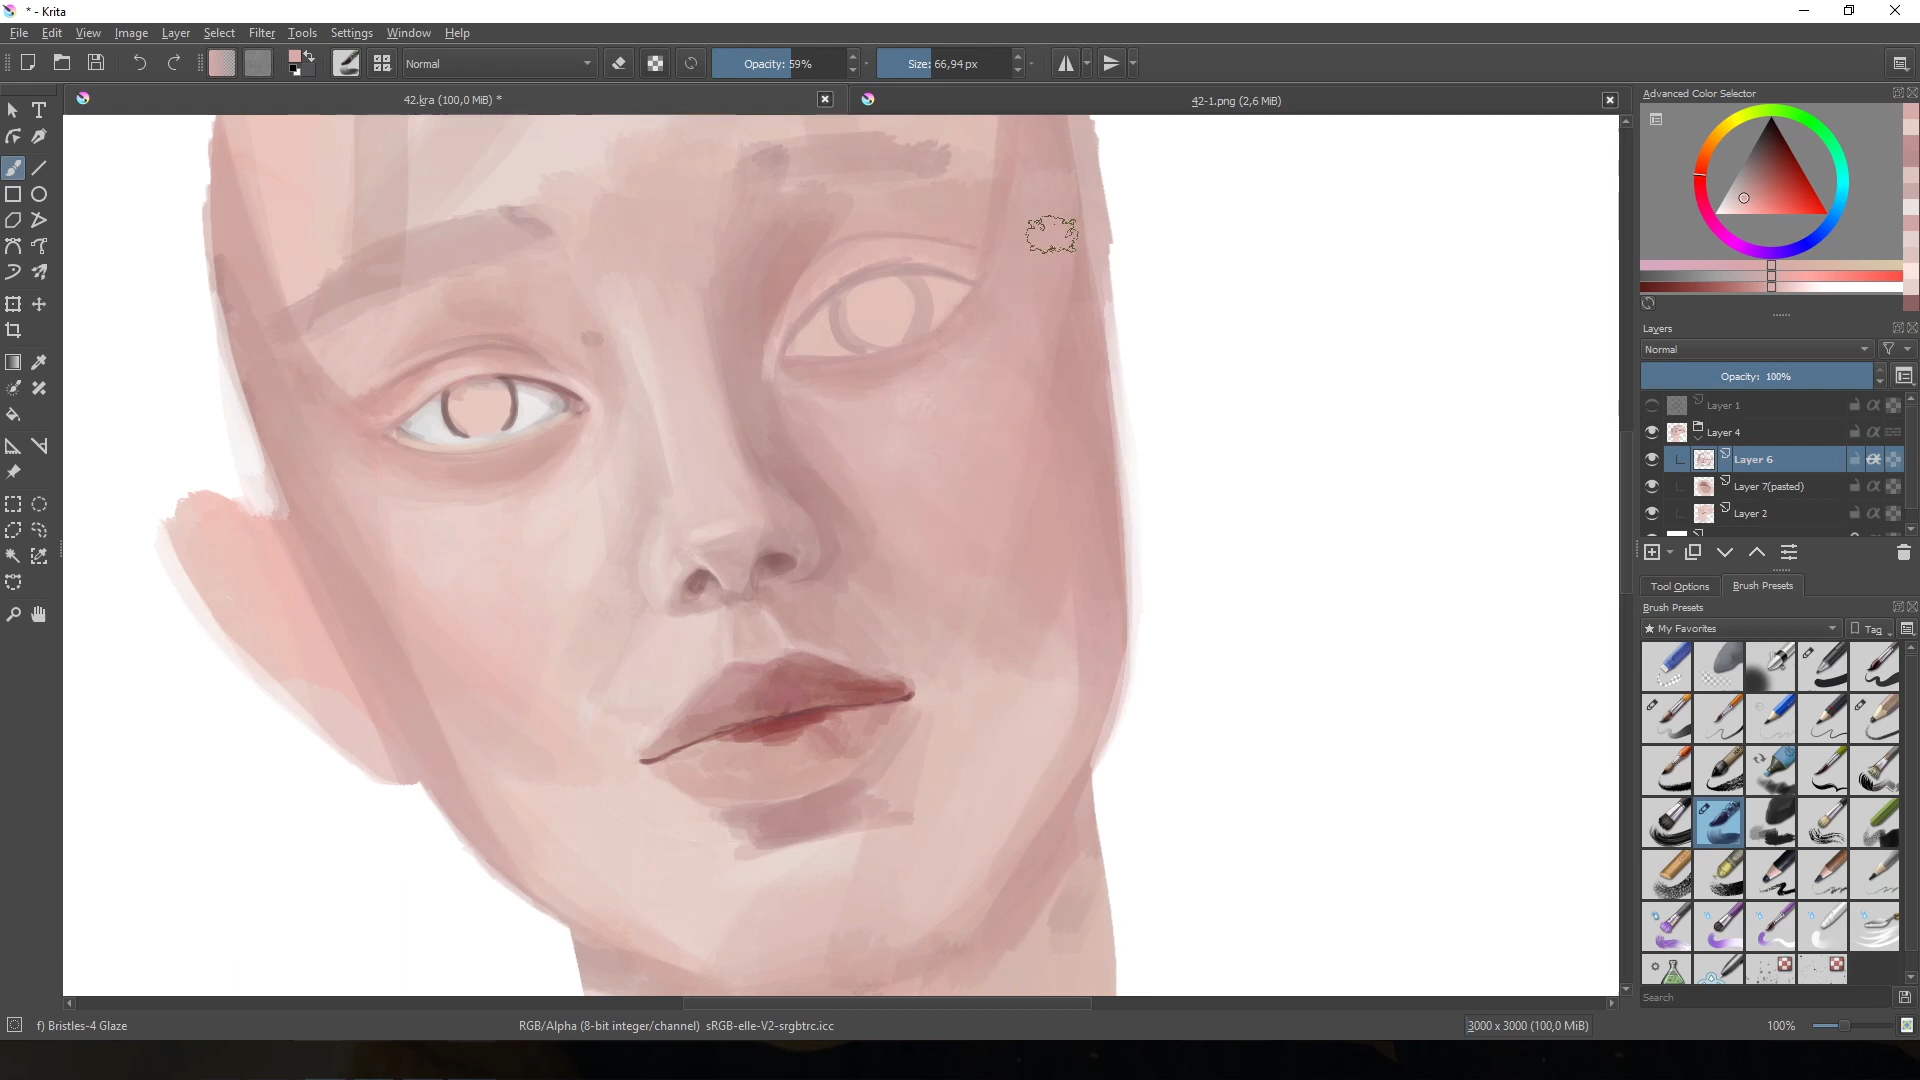 * - Krita
File Edit View Image Layer Select Filter Tools Settings Window Help
Normal Opacity: 59% Size: 66,94 px
42.kra (100,0 MiB) * 42-1.png (2,6 MiB)
Advanced Color Selector
Layers
Normal
Opacity: 100%
Layer 1
Layer 4
Layer 6
Layer 7(pasted)
Layer 2
Tool Options Brush Presets
Brush Presets
My Favorites Tag
Search
f) Bristles-4 Glaze RGB/Alpha (8-bit integer/channel) sRGB-elle-V2-srgbtrc.icc 3000 x 3000 (100,0 MiB) 100%